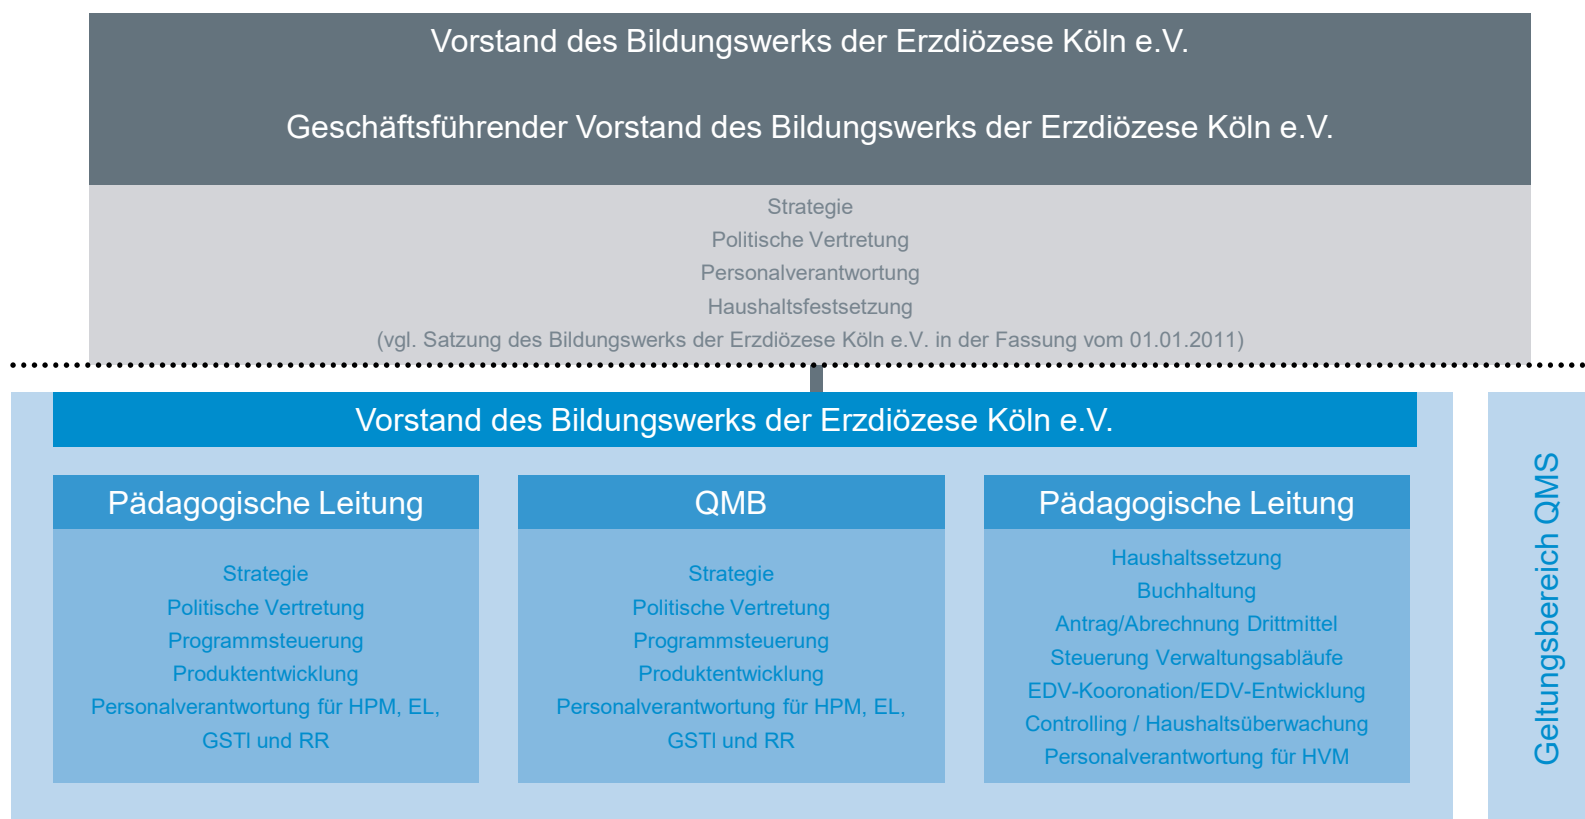 Vorstand des Bildungswerks der Erzdiözese Köln e.V.
Geschäftsführender Vorstand des Bildungswerks der Erzdiözese Köln e.V.
Strategie
Politische Vertretung
Personalverantwortung
Haushaltsfestsetzung
(vgl. Satzung des Bildungswerks der Erzdiözese Köln e.V. in der Fassung vom 01.01.2011)
Vorstand des Bildungswerks der Erzdiözese Köln e.V.
Pädagogische Leitung
Strategie
Politische Vertretung
Programmsteuerung
Produktentwicklung
Personalverantwortung für HPM, EL,
GSTl und RR
QMB
Strategie
Politische Vertretung
Programmsteuerung
Produktentwicklung
Personalverantwortung für HPM, EL,
GSTl und RR
Pädagogische Leitung
Haushaltssetzung
Buchhaltung
Antrag/Abrechnung Drittmittel
Steuerung Verwaltungsabläufe
EDV-Kooronation/EDV-Entwicklung
Controlling / Haushaltsüberwachung
Personalverantwortung für HVM
Geltungsbereich QMS